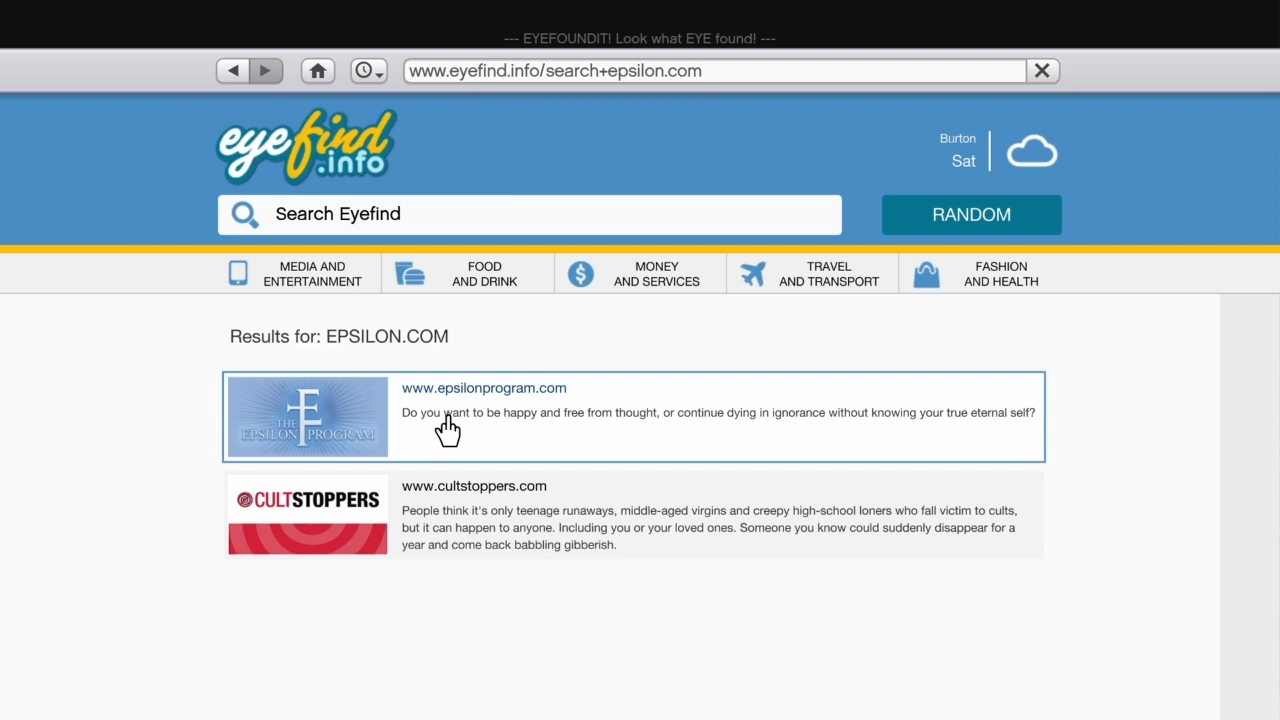 --- EYEFOUNDIT! Look what EYE found! ---
www.eyefind.info/search+epsilon.com
eyefind
.info
Burton
Sat
Search Eyefind
RANDOM
MEDIA AND
ENTERTAINMENT
FOOD
AND DRINK
MONEY
AND SERVICES
TRAVEL
AND TRANSPORT
FASHION
AND HEALTH
Results for: EPSILON.COM
THE
EPSILON PROGRAM
www.epsilonprogram.com
Do you want to be happy and free from thought, or continue dying in ignorance without knowing your true eternal self?
CULTSTOPPERS
www.cultstoppers.com
People think it's only teenage runaways, middle-aged virgins and creepy high-school loners who fall victim to cults,
but it can happen to anyone. Including you or your loved ones. Someone you know could suddenly disappear for a
year and come back babbling gibberish.